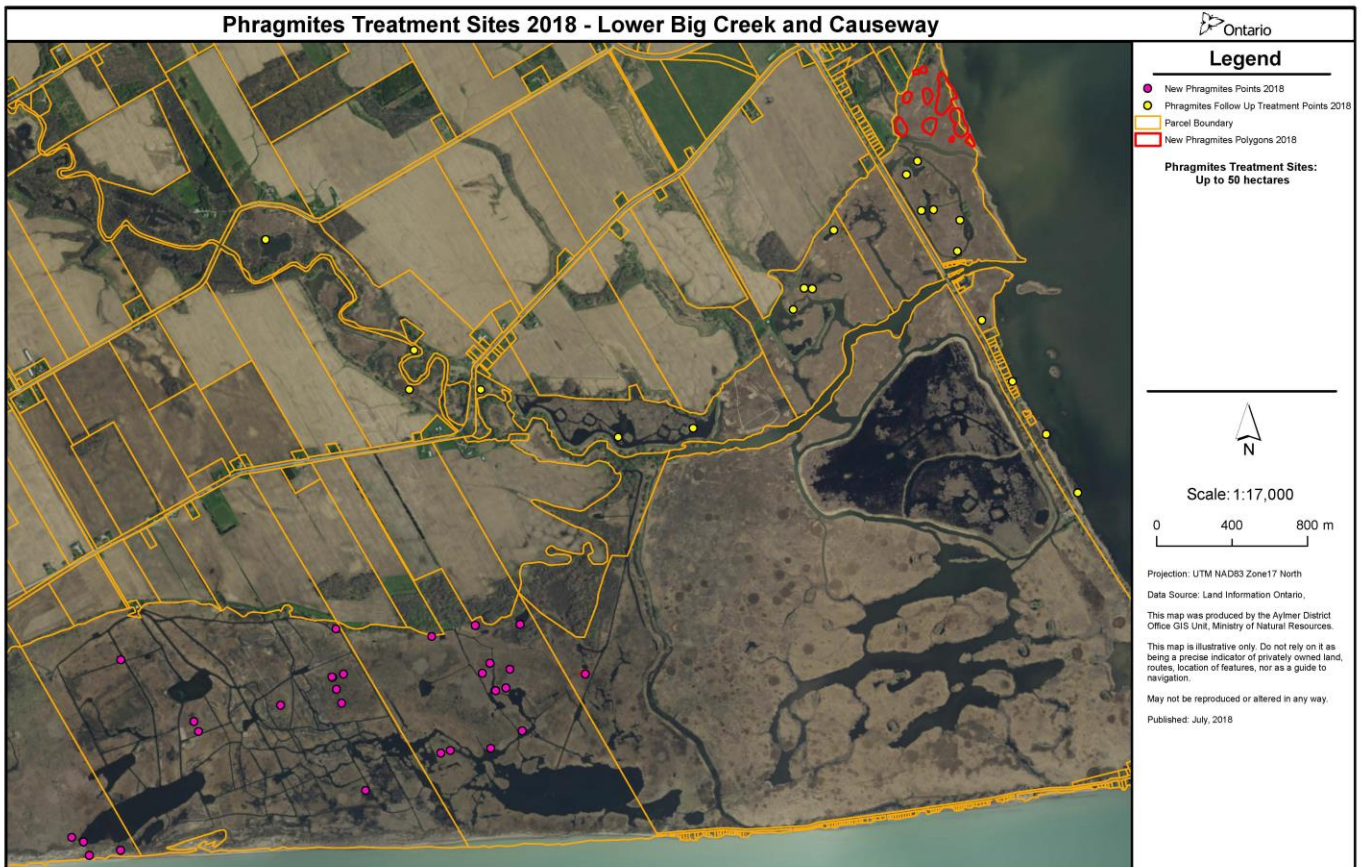 Phragmites Treatment Sites 2018 - Lower Big Creek and Causeway
Ontario
Legend
New Phragmites Points 2018
Phragmites Follow Up Treatment Points 2018
Parcel Boundary
New Phragmites Polygons 2018
Phragmites Treatment Sites:
Up to 50 hectares
N
Scale: 1:17,000
0 400 800 m
Projection: UTM NAD83 Zone17 North
Data Source: Land Information Ontario,
This map was produced by the Aylmer District
Office GIS Unit, Ministry of Natural Resources.
This map is illustrative only. Do not rely on it as
being a precise indicator of privately owned land,
routes, location of features, nor as a guide to
navigation.
May not be reproduced or altered in any way.
Published: July, 2018